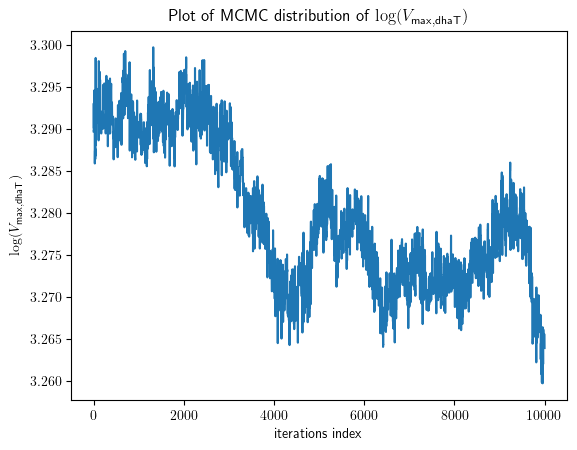 Plot of MCMC distribution of log(V_max,dhaT)
3.300
3.295
3.290
3.285
3.280
3.275
3.270
3.265
3.260
log(V_max,dhaT)
0 2000 4000 6000 8000 10000
iterations index